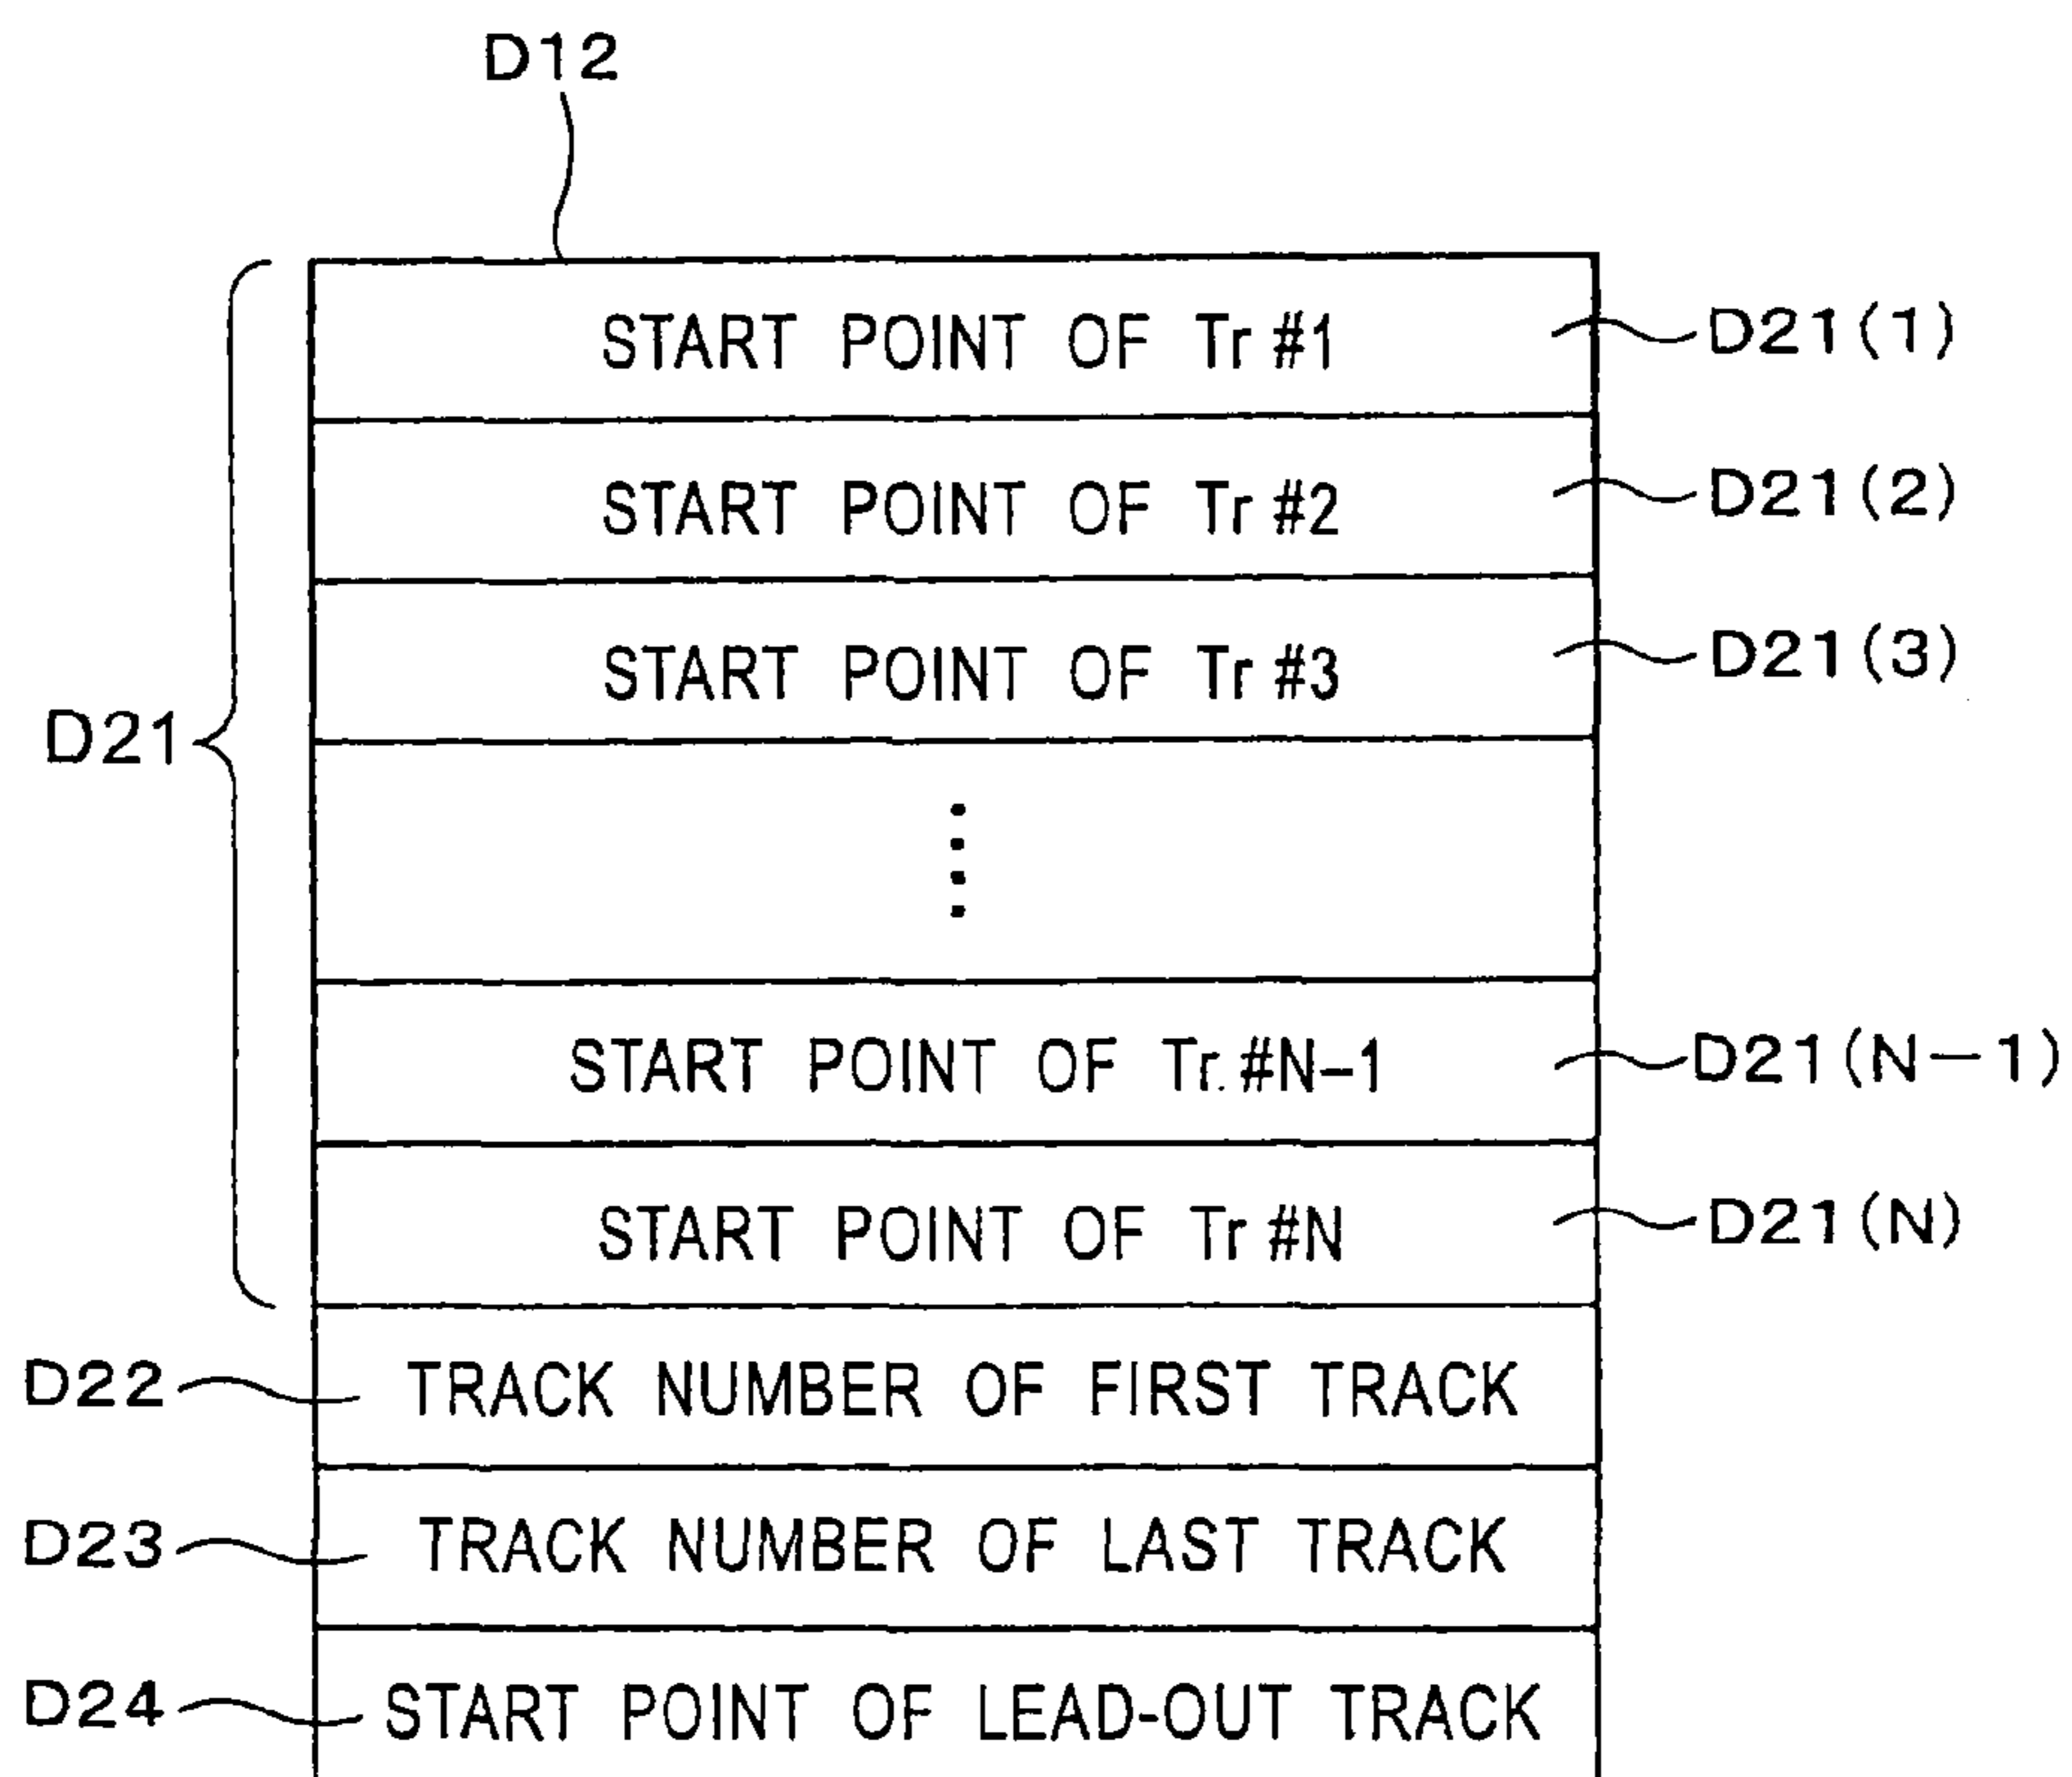 D12
START POINT OF Tr #1 D21(1)
START POINT OF Tr #2 D21(2)
START POINT OF Tr #3 D21(3)
D21
START POINT OF Tr. #N-1 D21(N-1)
START POINT OF Tr #N D21(N)
D22 TRACK NUMBER OF FIRST TRACK
D23 TRACK NUMBER OF LAST TRACK
D24 START POINT OF LEAD-OUT TRACK